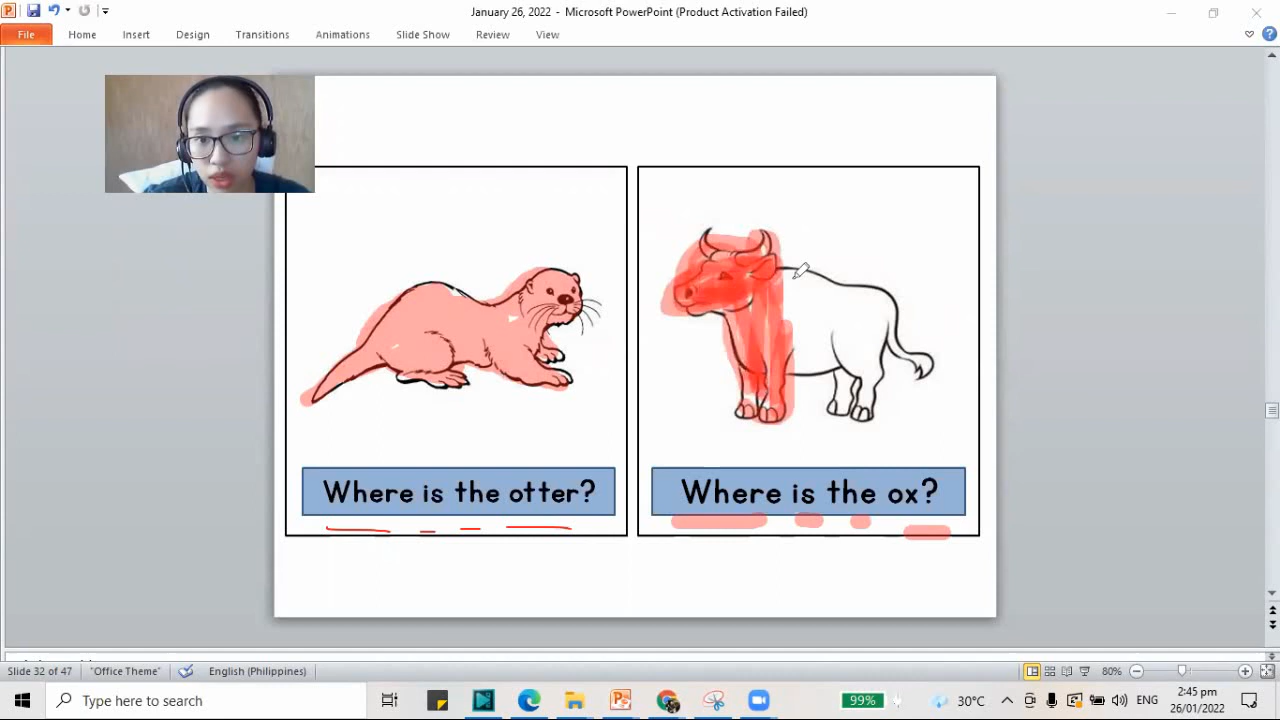 January 26, 2022 - Microsoft PowerPoint (Product Activation Failed)
File Home Insert Design Transitions Animations Slide Show Review View
Where is the otter? Where is the ox?
Slide 32 of 47 "Office Theme" English (Philippines) 80%
Type here to search 99% 30°C ENG 2:45 pm
26/01/2022